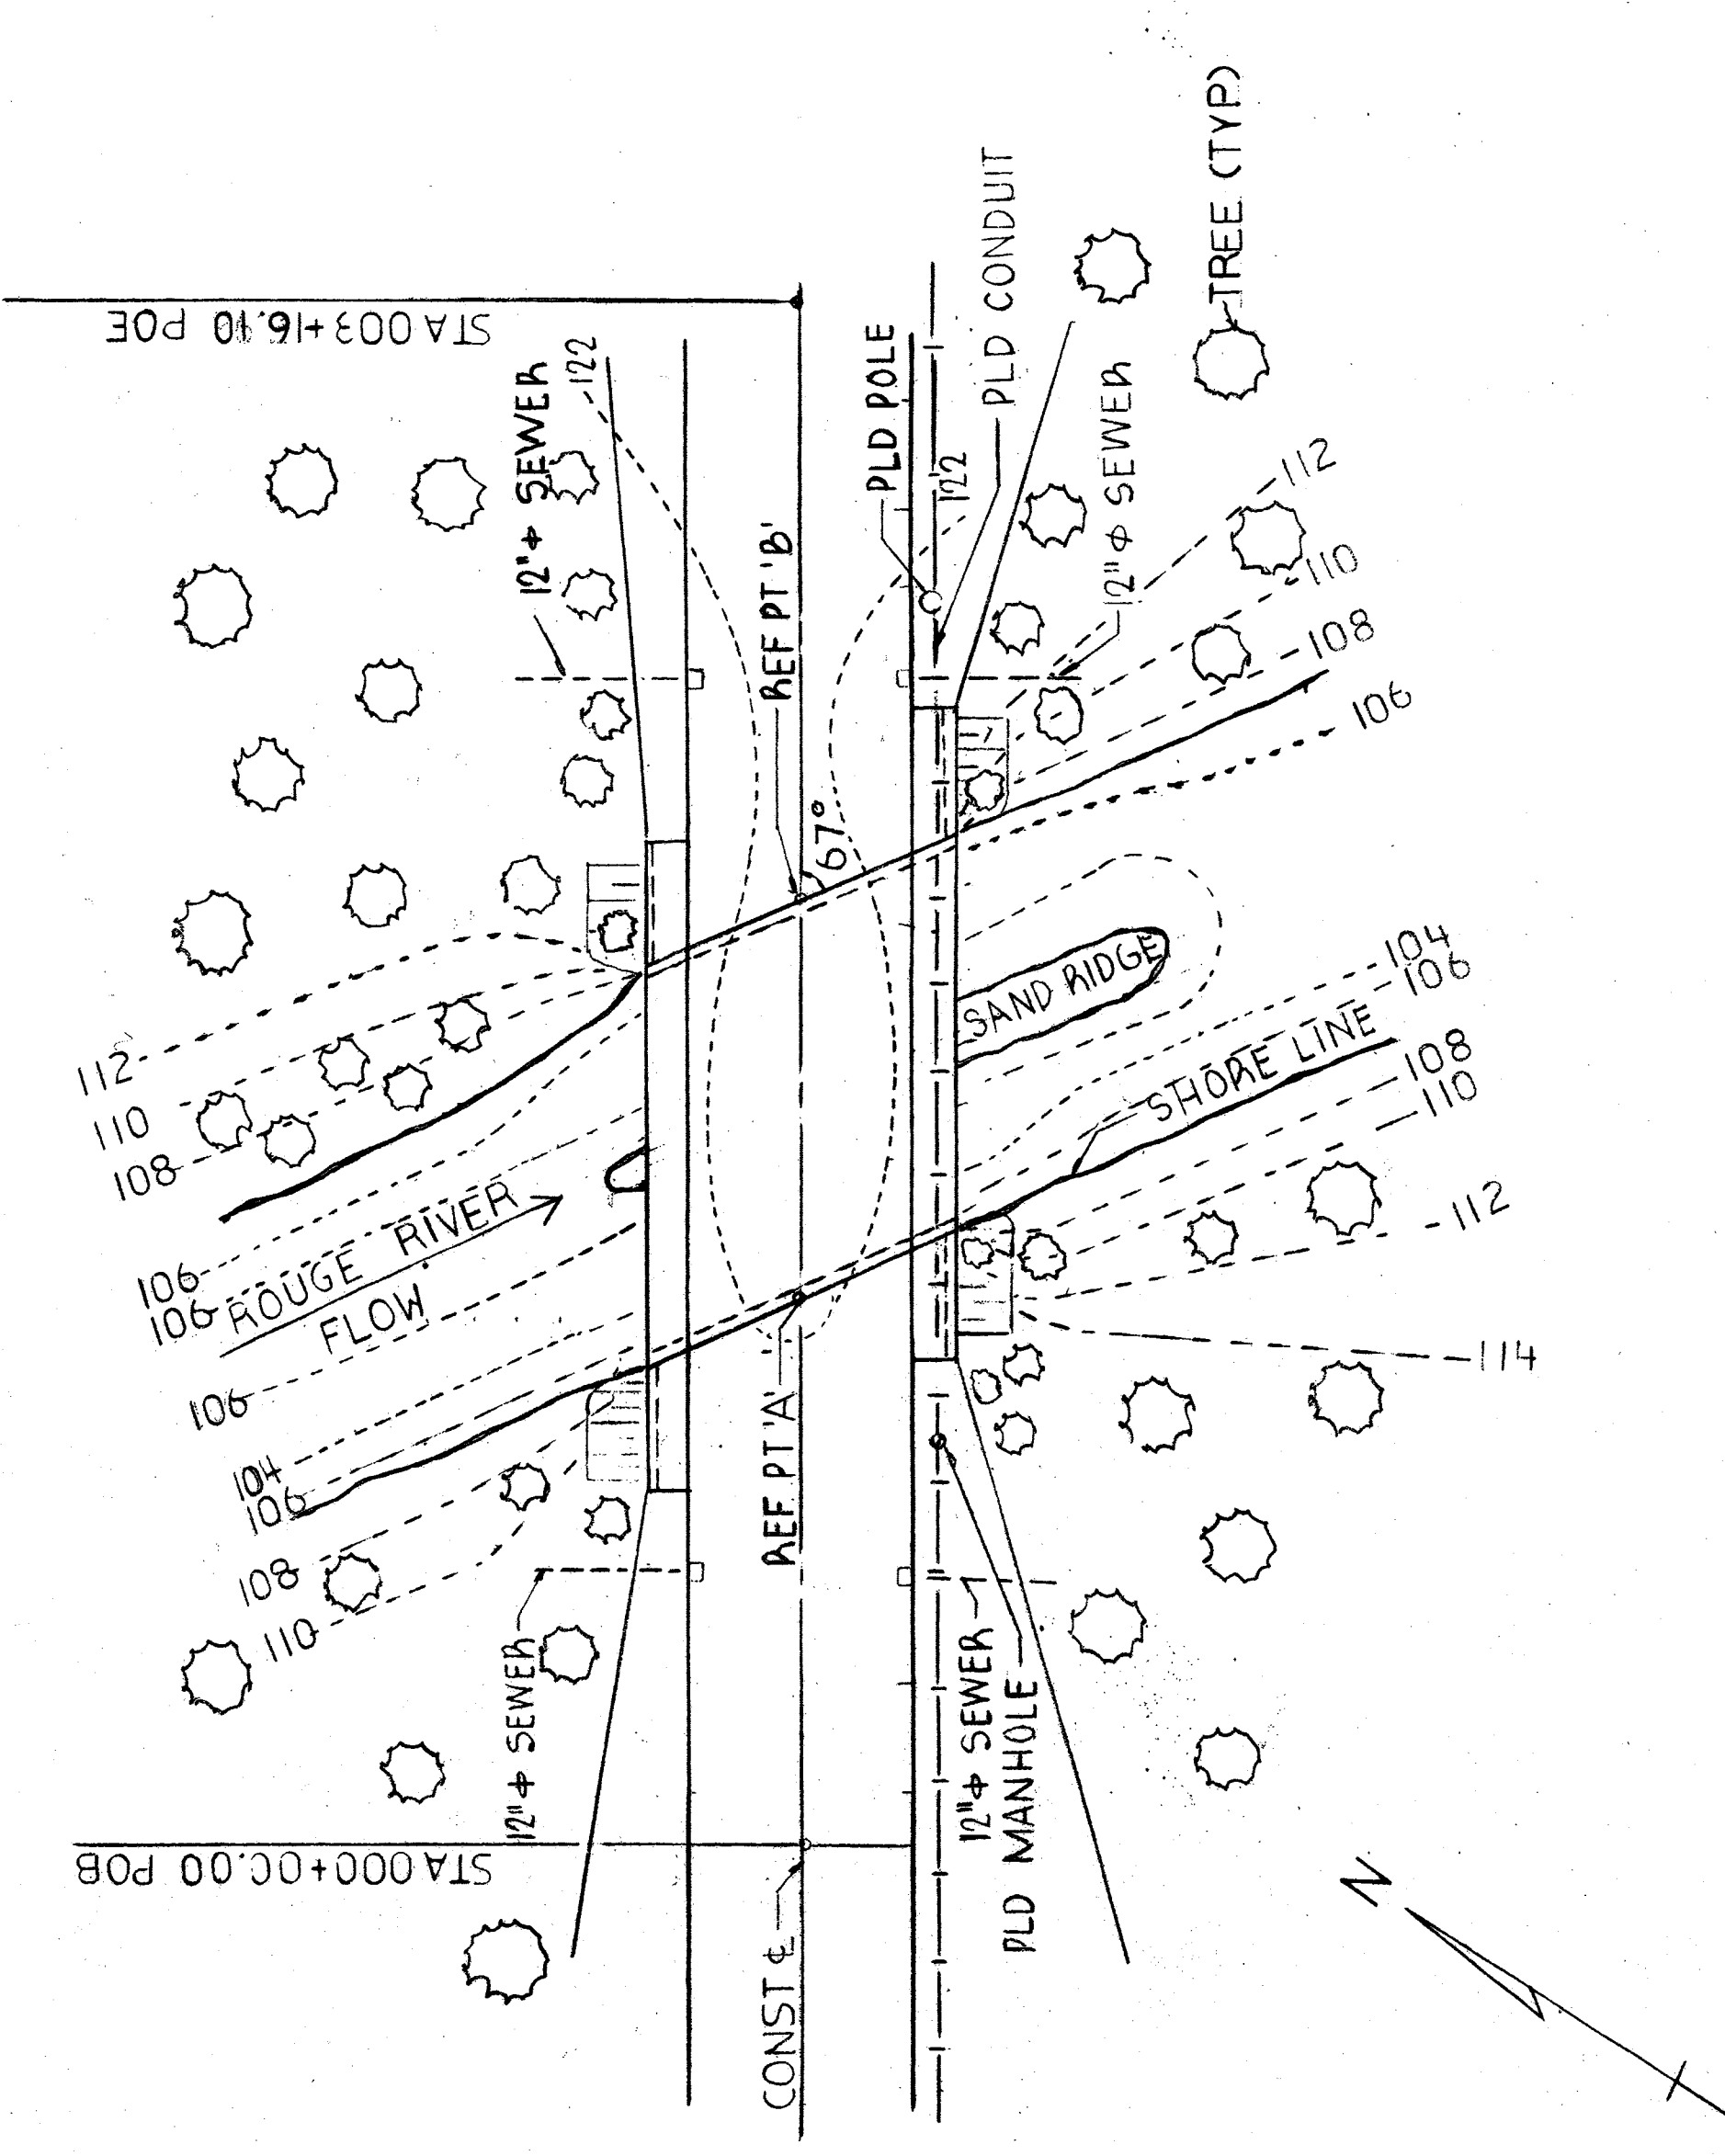 STA 003+16.10 POE
12"ɸ SEWER
122
PLD POLE
PLD CONDUIT
TREE (TYP)
122
12"ɸ SEWER
112
110
108
106
REF PT 'B'
67°
SAND RIDGE
104
106
SHORE LINE
108
110
112
114
112
110
108
106
106
ROUGE RIVER
FLOW
106
104
106
108
110
REF PT 'A'
12"ɸ SEWER
12"ɸ SEWER
PLD MANHOLE
STA 000+00.00 POB
CONST ℄
N